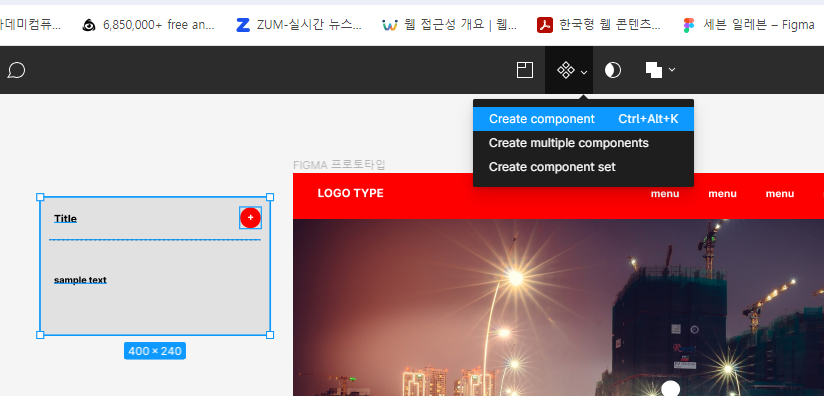 카데미컴퓨... 6,850,000+ free an... ZUM-실시간 뉴스... 웹 접근성 개요 | 웹... 한국형 웹 콘텐츠... 세븐 일레븐 – Figma
Create component Ctrl+Alt+K
Create multiple components
Create component set
FIGMA 프로토타입
LOGO TYPE menu menu menu
Title +
sample text
400 × 240